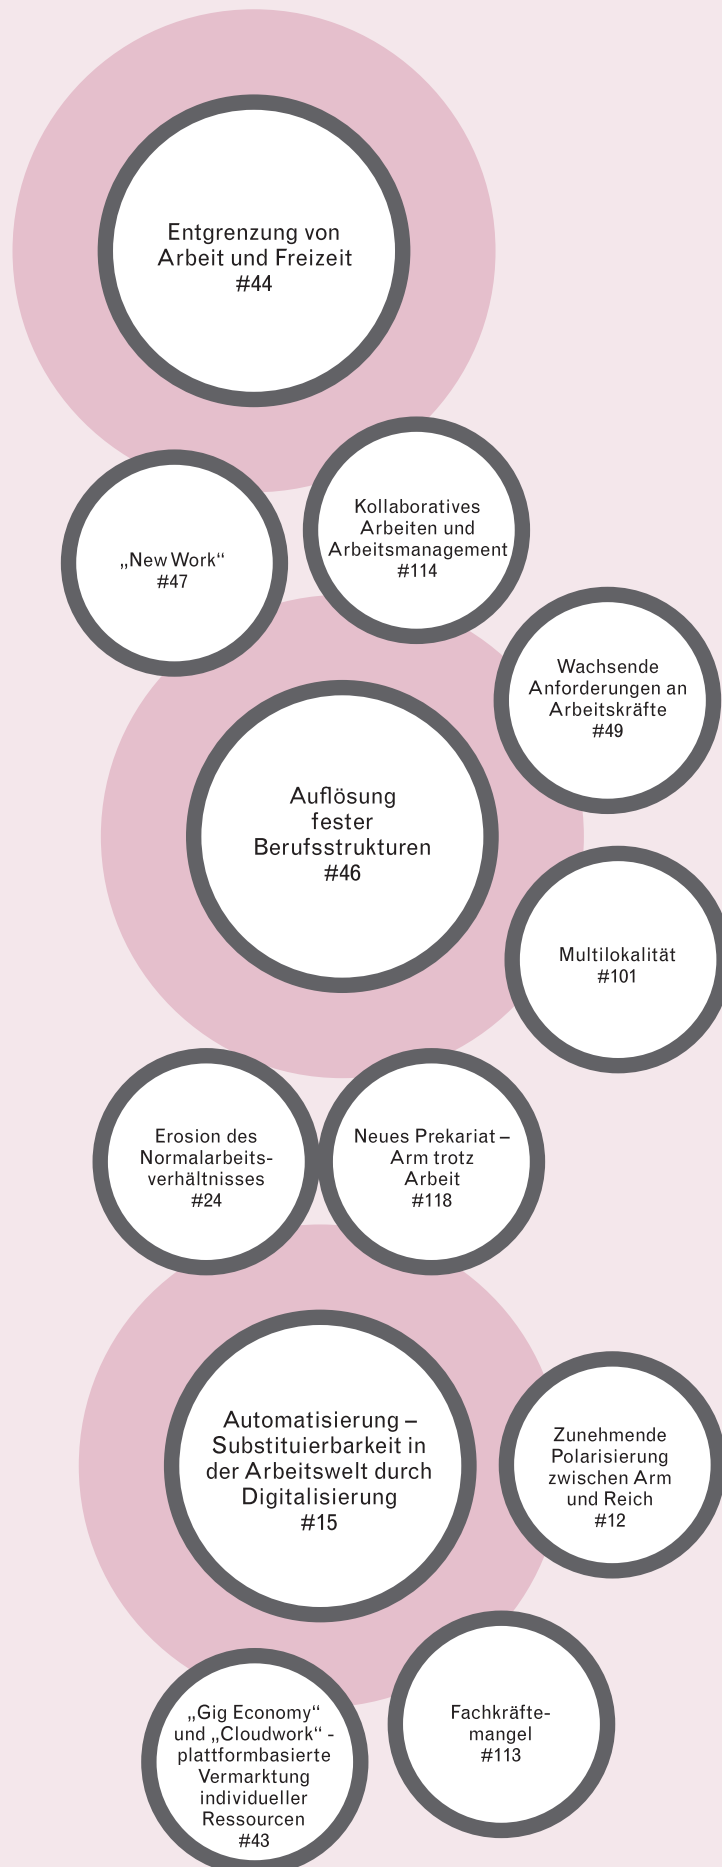 Entgrenzung von
Arbeit und Freizeit
#44
„New Work“
#47
Kollaboratives
Arbeiten und
Arbeitsmanagement
#114
Wachsende
Anforderungen an
Arbeitskräfte
#49
Auflösung
fester
Berufsstrukturen
#46
Multilokalität
#101
Erosion des
Normalarbeits-
verhältnisses
#24
Neues Prekariat –
Arm trotz
Arbeit
#118
Automatisierung –
Substituierbarkeit in
der Arbeitswelt durch
Digitalisierung
#15
Zunehmende
Polarisierung
zwischen Arm
und Reich
#12
„Gig Economy“
und „Cloudwork“ -
plattformbasierte
Vermarktung
individueller
Ressourcen
#43
Fachkräfte-
mangel
#113